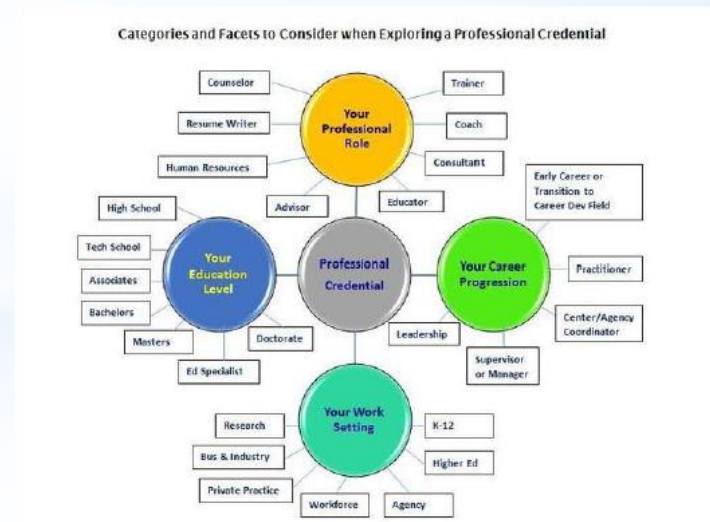 Categories and Facets to Consider when Exploring a Professional Credential
Counselor
Resume Writer
Human Resources
Advisor
Your
Professional
Role
Trainer
Coach
Consultant
Educator
High School
Tech School
Associates
Bachelors
Masters
Ed Specialist
Doctorate
Your
Education
Level
Professional
Credential
Your Career
Progression
Early Career or
Transition to
Career Dev Field
Practitioner
Center/Agency
Coordinator
Supervisor
or Manager
Leadership
Your Work
Setting
Research
Bus & Industry
Private Practice
Workforce
Agency
Higher Ed
K-12